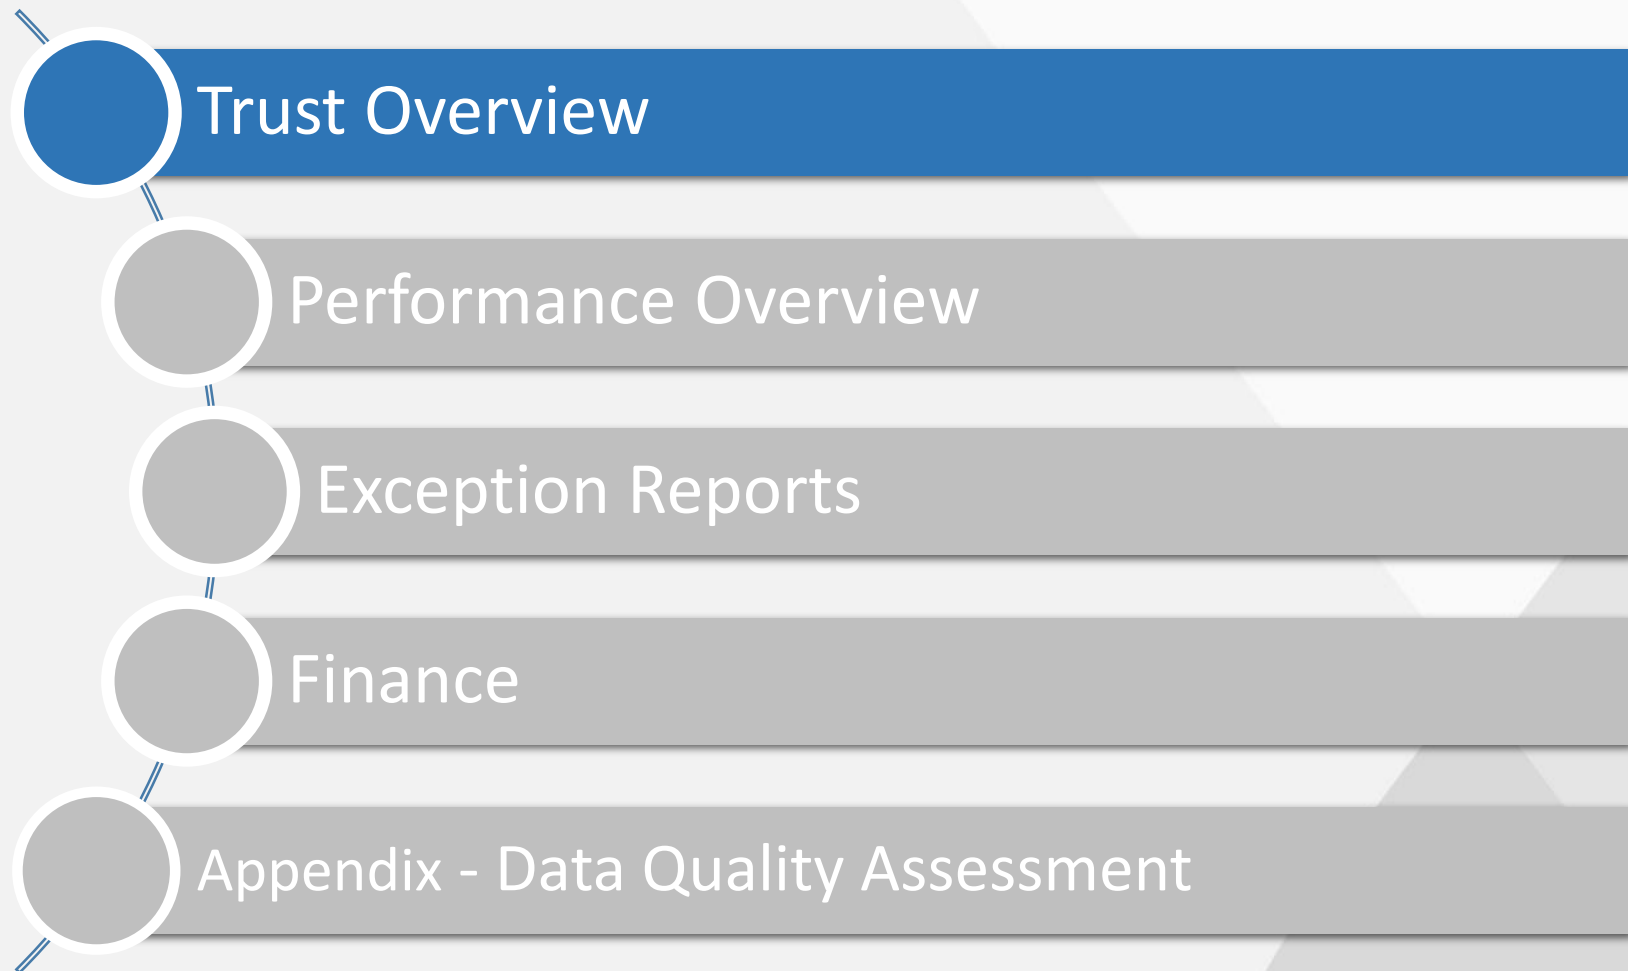 Trust Overview
Performance Overview
Exception Reports
Finance
Appendix - Data Quality Assessment